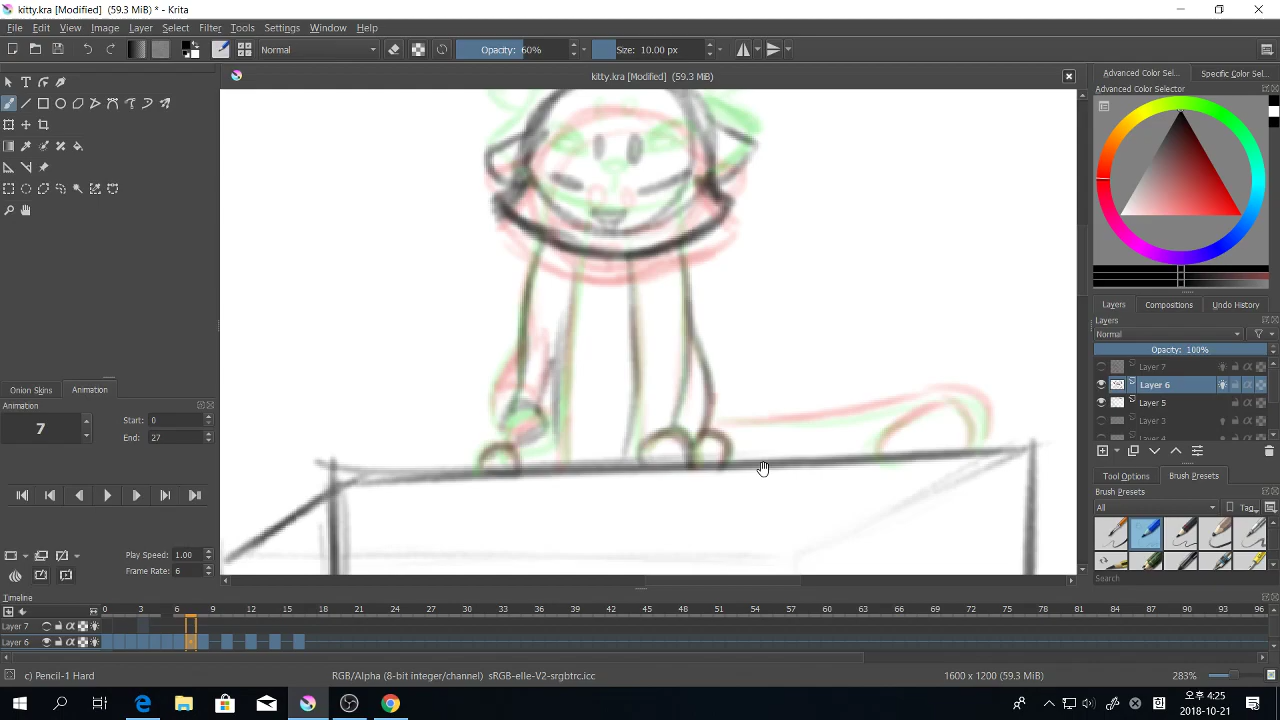 kitty.kra [Modified] (59.3 MiB) * - Krita
File Edit View Image Layer Select Filter Tools Settings Window Help
Normal Opacity: 60% Size: 10.00 px
kitty.kra [Modified] (59.3 MiB)
Advanced Color Sel... Specific Color Sel...
Advanced Color Selector
Layers Compositions Undo History
Layers
Normal
Opacity: 100%
Layer 7
Layer 6
Layer 5
Layer 3
Layer 4
Onion Skins Animation
Animation
7 Start: 0
End: 27
Play Speed: 1.00
Frame Rate: 6
Tool Options Brush Presets
Brush Presets
All Tag
Search
Timeline
0 3 6 9 12 15 18 21 24 27 30 33 36 39 42 45 48 51 54 57 60 63 66 69 72 75 78 81 84 87 90 93 96
Layer 7
Layer 6
c) Pencil-1 Hard RGB/Alpha (8-bit integer/channel) sRGB-elle-V2-srgbtrc.icc 1600 x 1200 (59.3 MiB) 283%
오후 4:25
2018-10-21